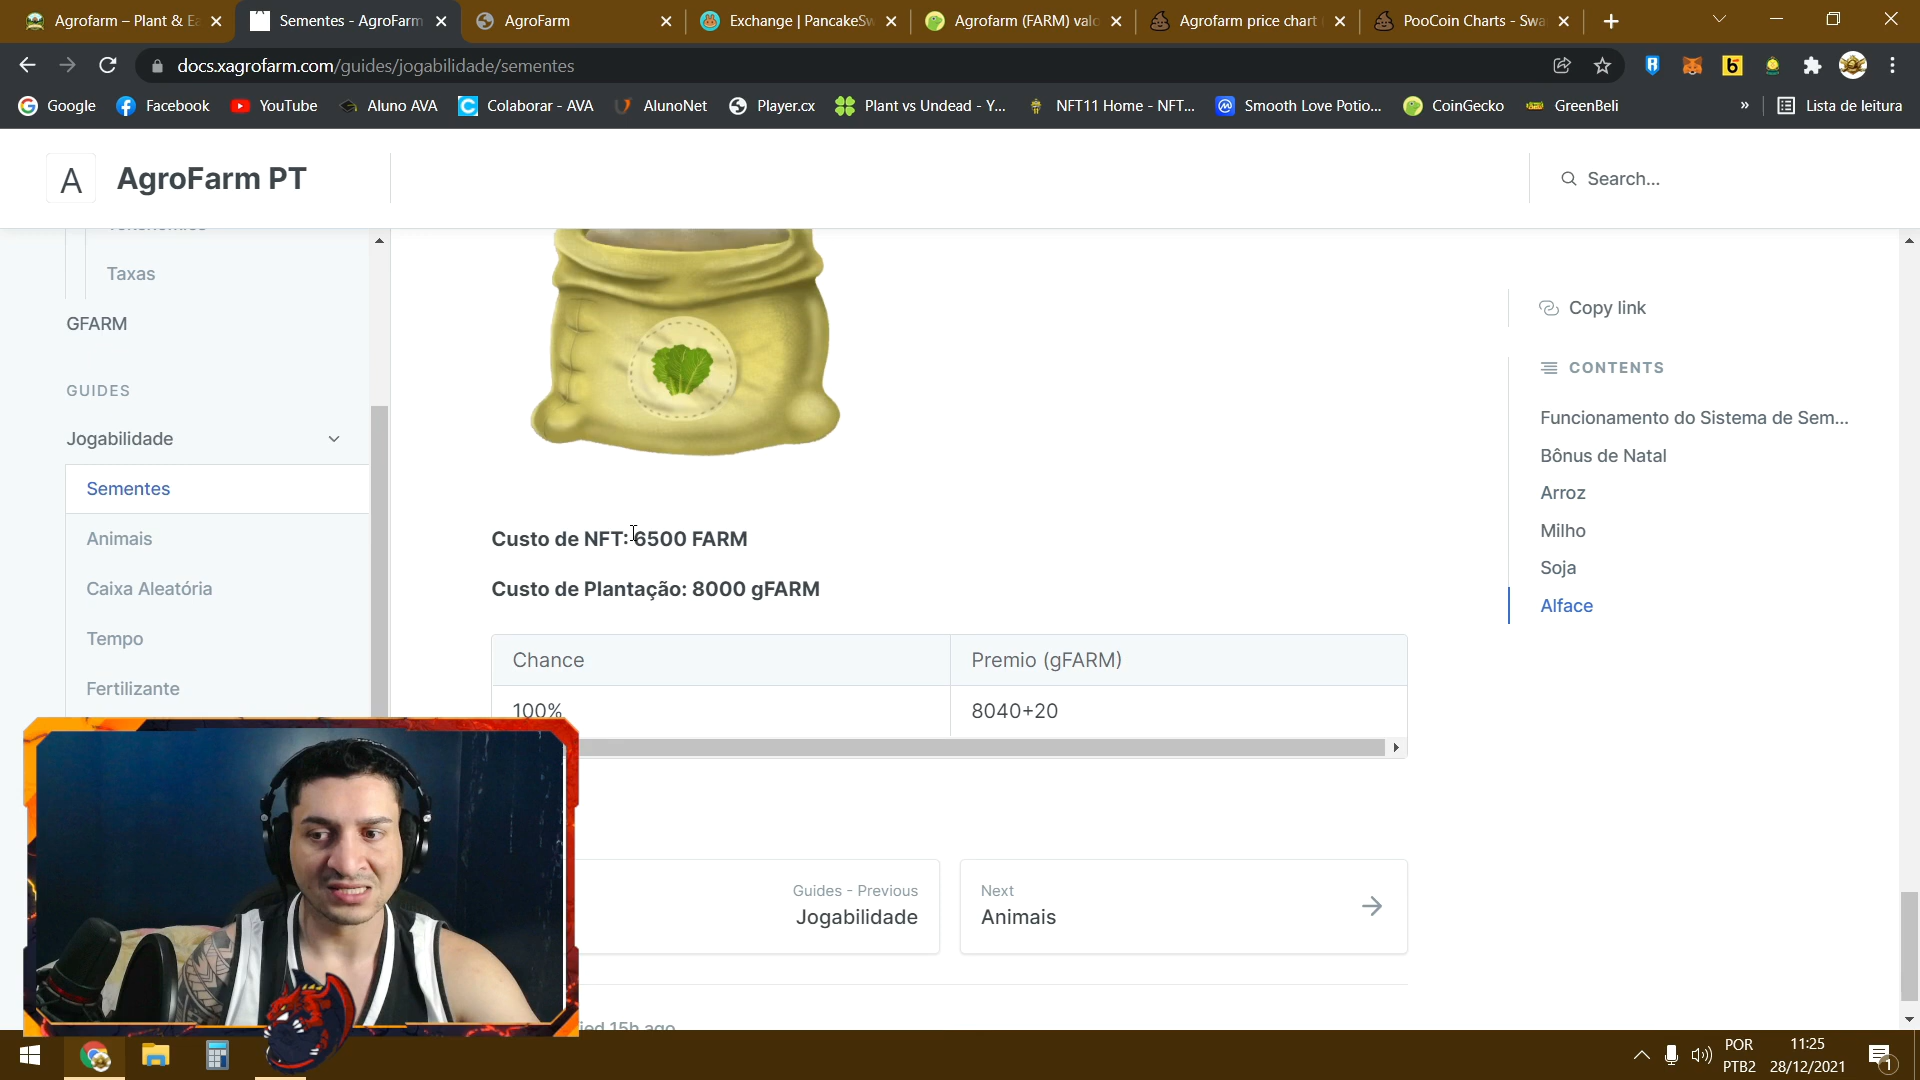 Agrofarm – Plant & Ea
Sementes - AgroFarm
AgroFarm
Exchange | PancakeSw
Agrofarm (FARM) valo
Agrofarm price chart
PooCoin Charts - Swa
docs.xagrofarm.com/guides/jogabilidade/sementes
Google
Facebook
YouTube
Aluno AVA
Colaborar - AVA
AlunoNet
Player.cx
Plant vs Undead - Y...
NFT11 Home - NFT...
Smooth Love Potio...
CoinGecko
GreenBeli
»
Lista de leitura
A
AgroFarm PT
Search...
Taxas
GFARM
GUIDES
Jogabilidade
Sementes
Animais
Caixa Aleatória
Tempo
Fertilizante
Custo de NFT: 6500 FARM
Custo de Plantação: 8000 gFARM
Chance
Premio (gFARM)
100%
8040+20
Guides - Previous
Jogabilidade
Next
Animais
15h ago
Copy link
CONTENTS
Funcionamento do Sistema de Sem...
Bônus de Natal
Arroz
Milho
Soja
Alface
POR
PTB2
11:25
28/12/2021
1